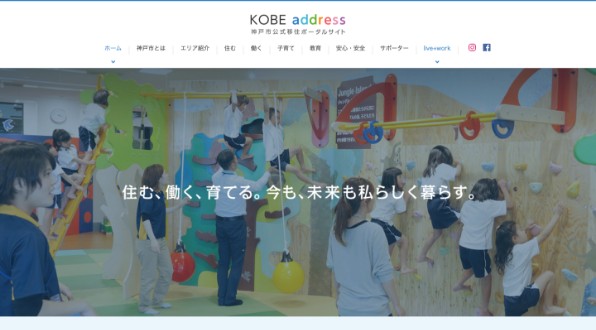 KOBE address
神戸市公式移住ポータルサイト
ホーム 神戸市とは エリア紹介 住む 働く 子育て 教育 安心・安全 サポーター live+work
住む、働く、育てる。今も、未来も私らしく暮らす。
Jungle